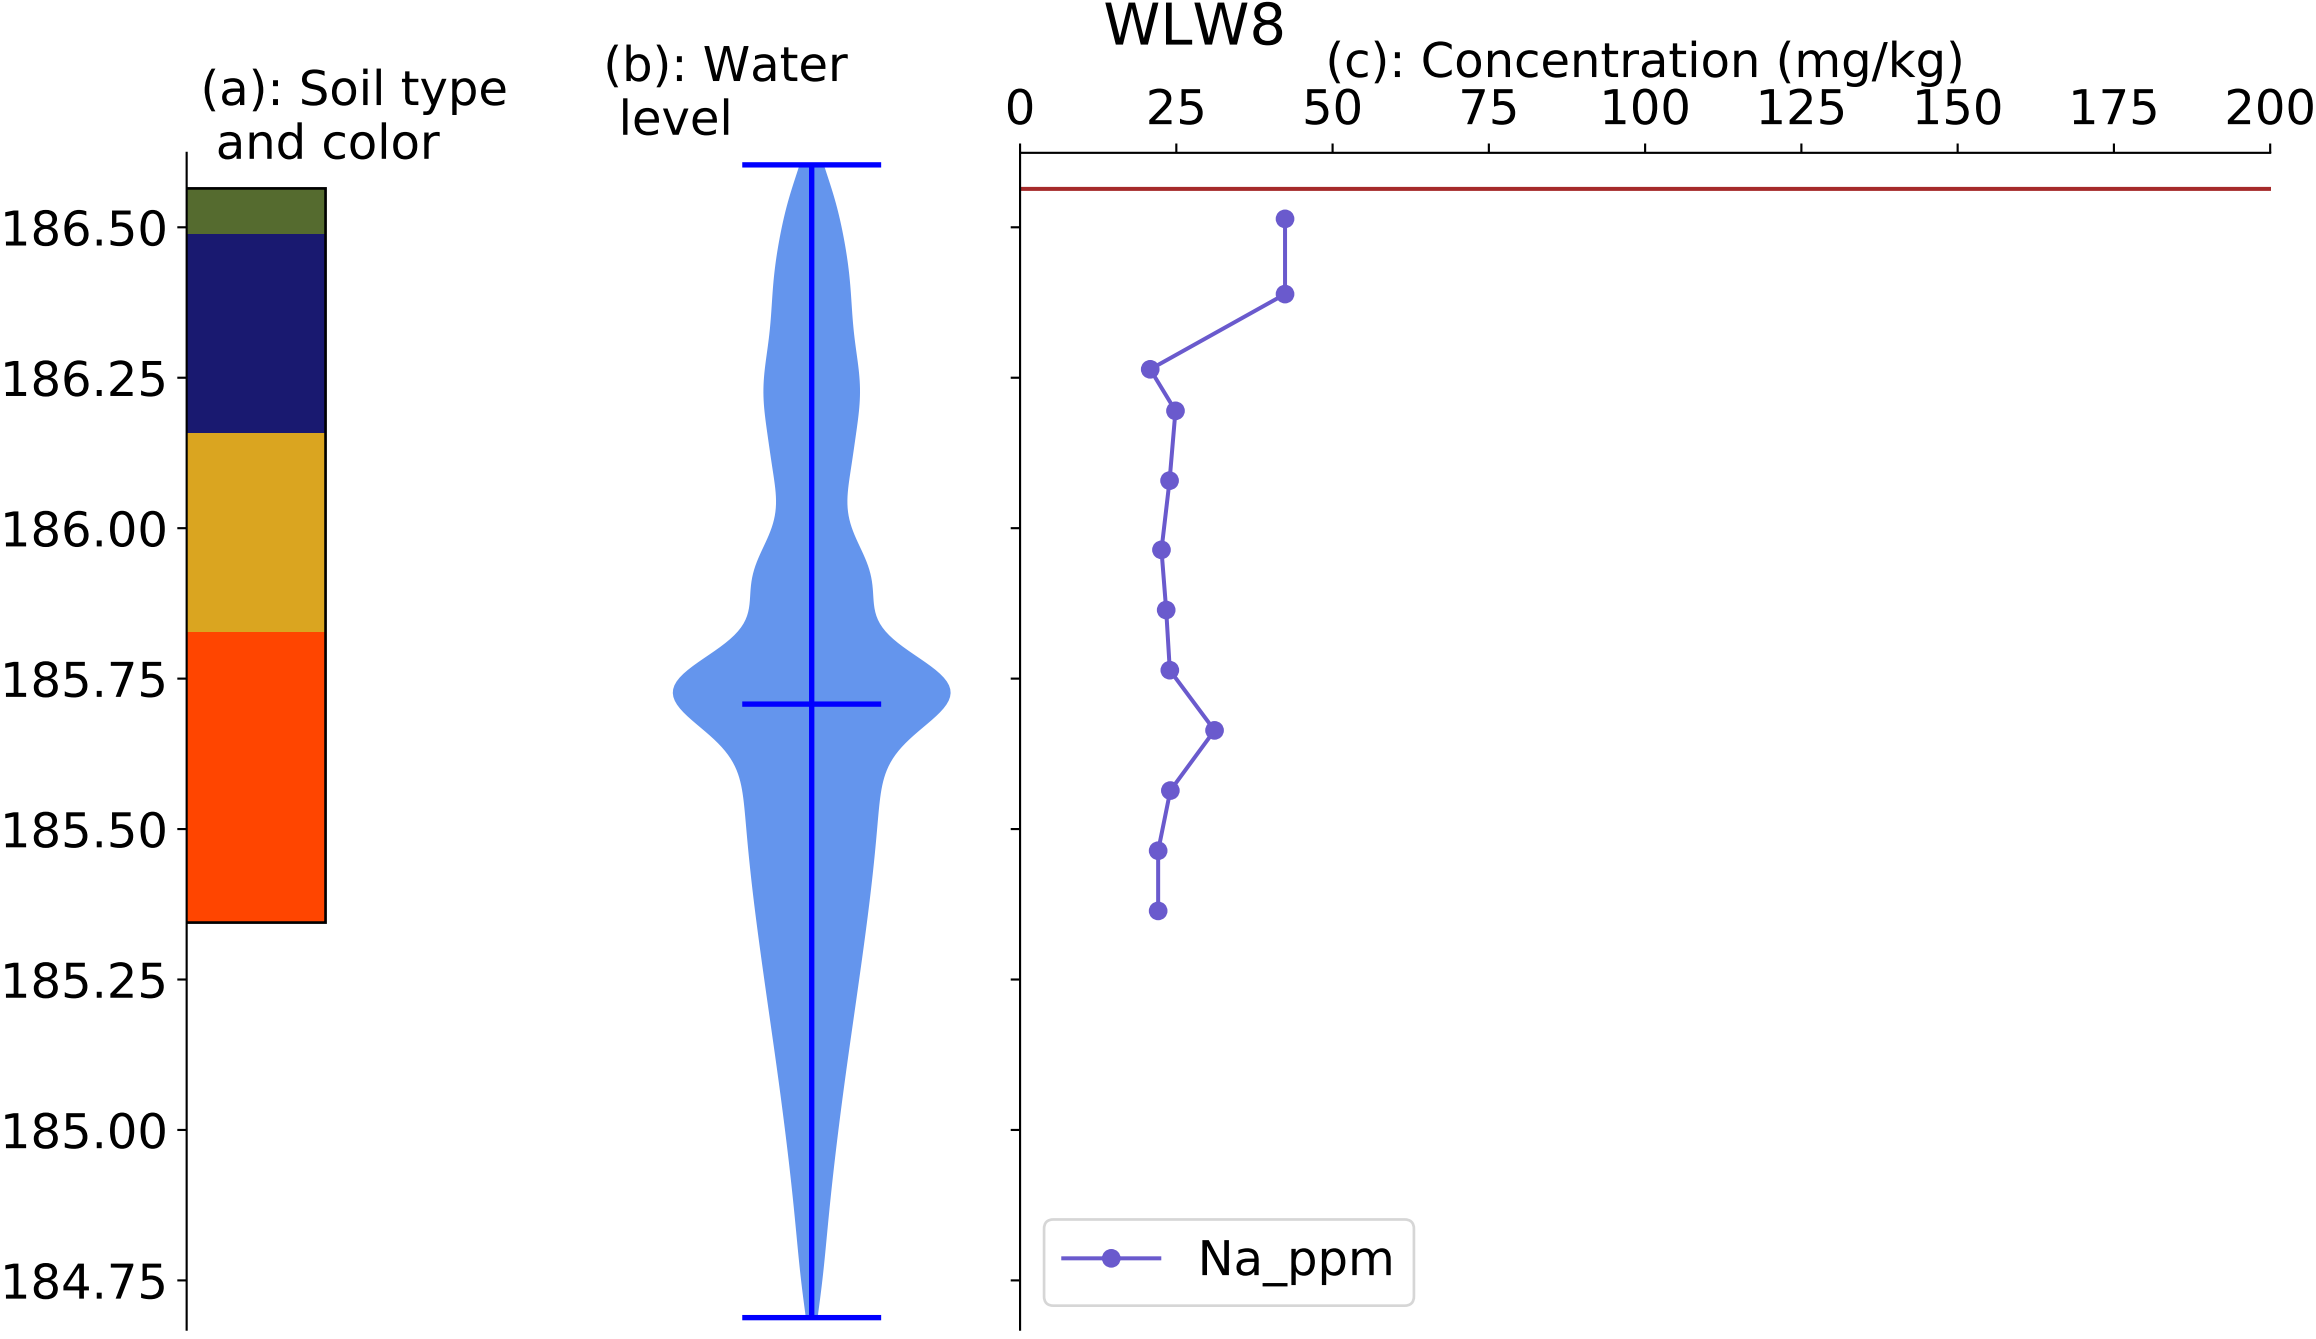 WLW8
(a): Soil type
and color
(b): Water
level
(c): Concentration (mg/kg)
0 25 50 75 100 125 150 175 200
186.50
186.25
186.00
185.75
185.50
185.25
185.00
184.75
Na_ppm